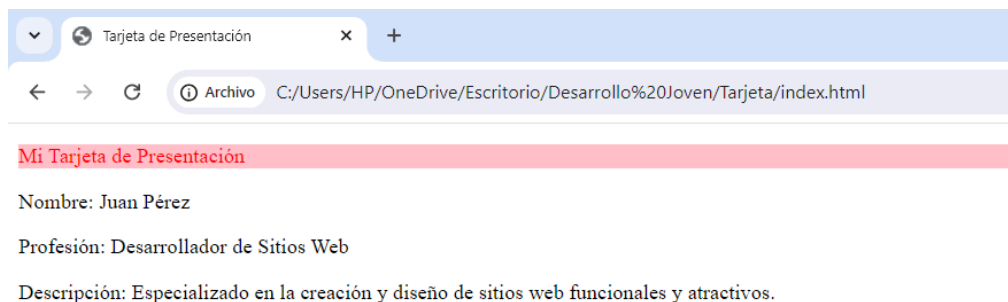 Tarjeta de Presentación
Archivo C:/Users/HP/OneDrive/Escritorio/Desarrollo%20Joven/Tarjeta/index.html
Mi Tarjeta de Presentación
Nombre: Juan Pérez
Profesión: Desarrollador de Sitios Web
Descripción: Especializado en la creación y diseño de sitios web funcionales y atractivos.